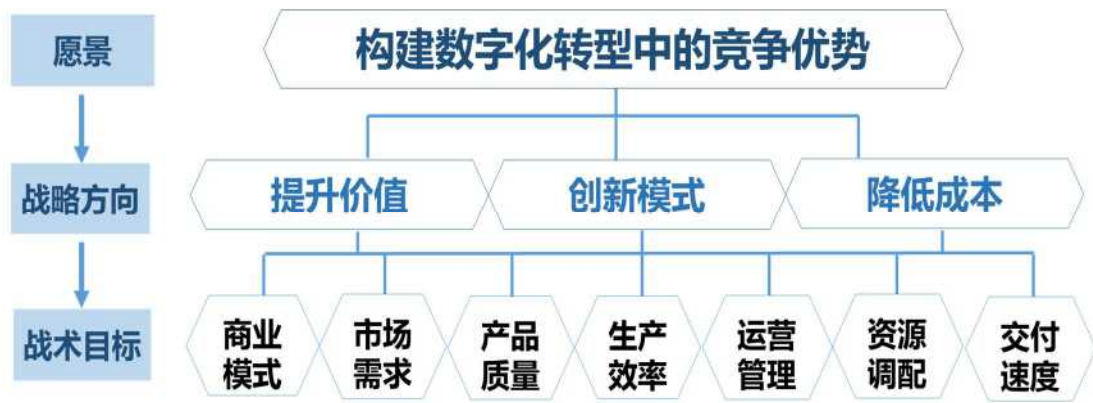 愿景
构建数字化转型中的竞争优势
战略方向
提升价值
创新模式
降低成本
战术目标
商业
模式
市场
需求
产品
质量
生产
效率
运营
管理
资源
调配
交付
速度